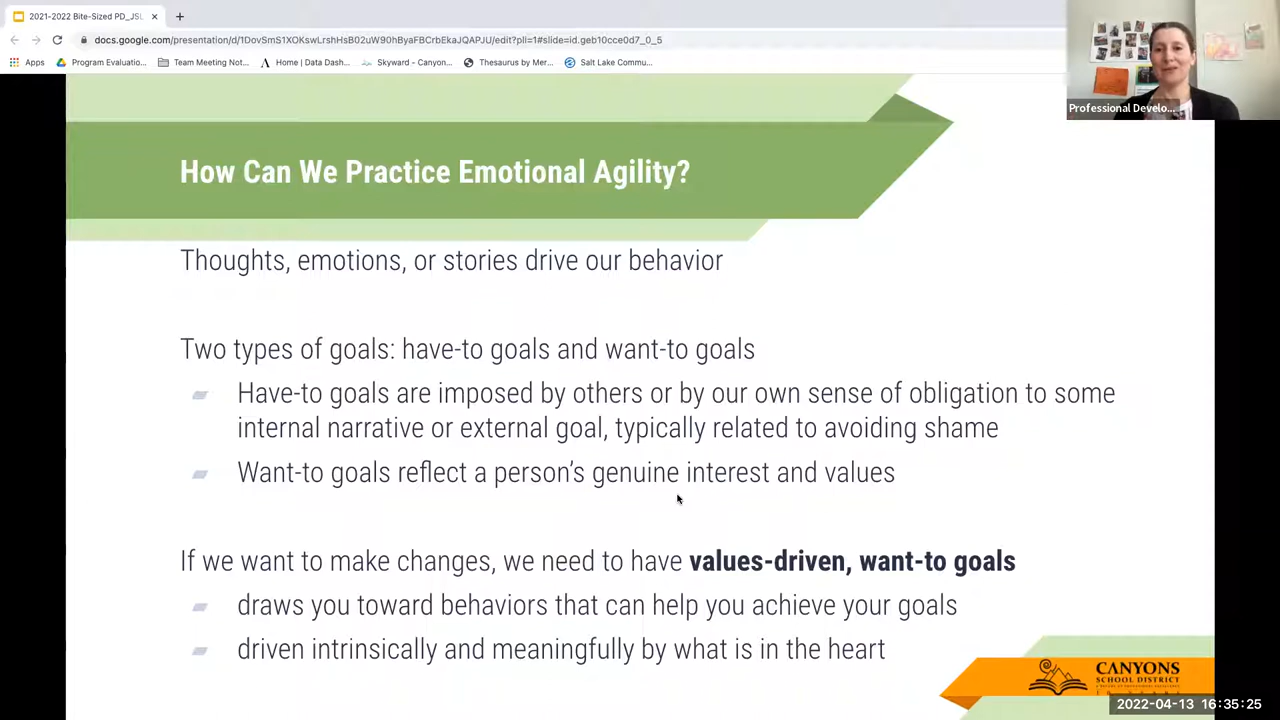 2021-2022 Bite-Sized PD_JSL
docs.google.com/presentation/d/1DovSmS1XOKswLrshHsB02uW90hByaFBCrbEkaJQAPJU/edit?pli=1#slide=id.geb10cce0d7_0_5
Apps Program Evaluatio... Team Meeting Not... Home | Data Dash... Skyward - Canyon... Thesaurus by Mer... Salt Lake Commu...
Professional Develo...
How Can We Practice Emotional Agility?
Thoughts, emotions, or stories drive our behavior
Two types of goals: have-to goals and want-to goals
Have-to goals are imposed by others or by our own sense of obligation to some
internal narrative or external goal, typically related to avoiding shame
Want-to goals reflect a person's genuine interest and values
If we want to make changes, we need to have values-driven, want-to goals
draws you toward behaviors that can help you achieve your goals
driven intrinsically and meaningfully by what is in the heart
CANYONS
SCHOOL DISTRICT
2022-04-13 16:35:25